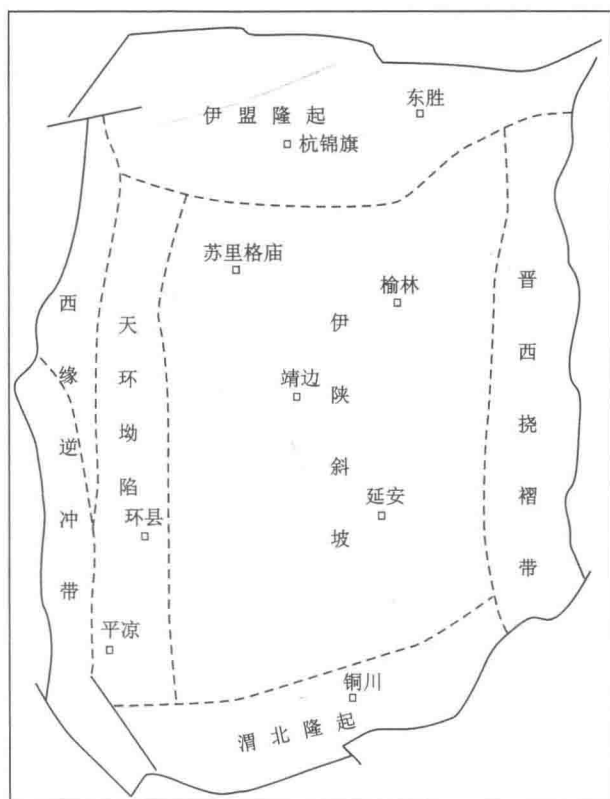 东胜
伊盟隆起
杭锦旗
苏里格庙
榆林
西缘逆冲带
天环坳陷
伊陕斜坡
晋西挠褶带
靖边
延安
环县
平凉
铜川
渭北隆起